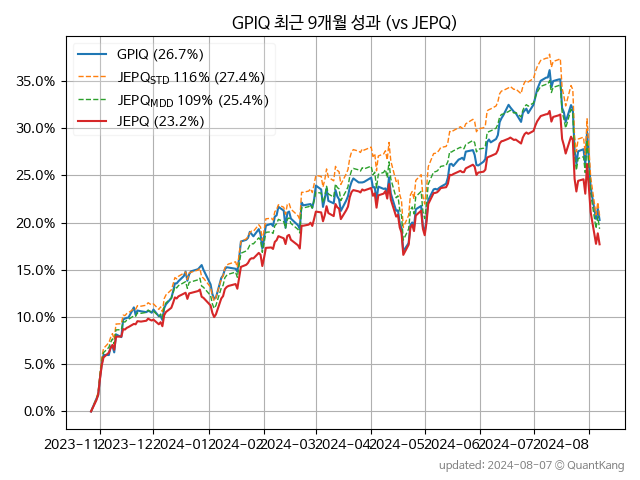 GPIQ 최근 9개월 성과 (vs JEPQ)
GPIQ (26.7%)
JEPQSTD 116% (27.4%)
JEPQMDD 109% (25.4%)
JEPQ (23.2%)
35.0%
30.0%
25.0%
20.0%
15.0%
10.0%
5.0%
0.0%
2023-11 2023-12 2024-01 2024-02 2024-03 2024-04 2024-05 2024-06 2024-07 2024-08
updated: 2024-08-07 © QuantKang